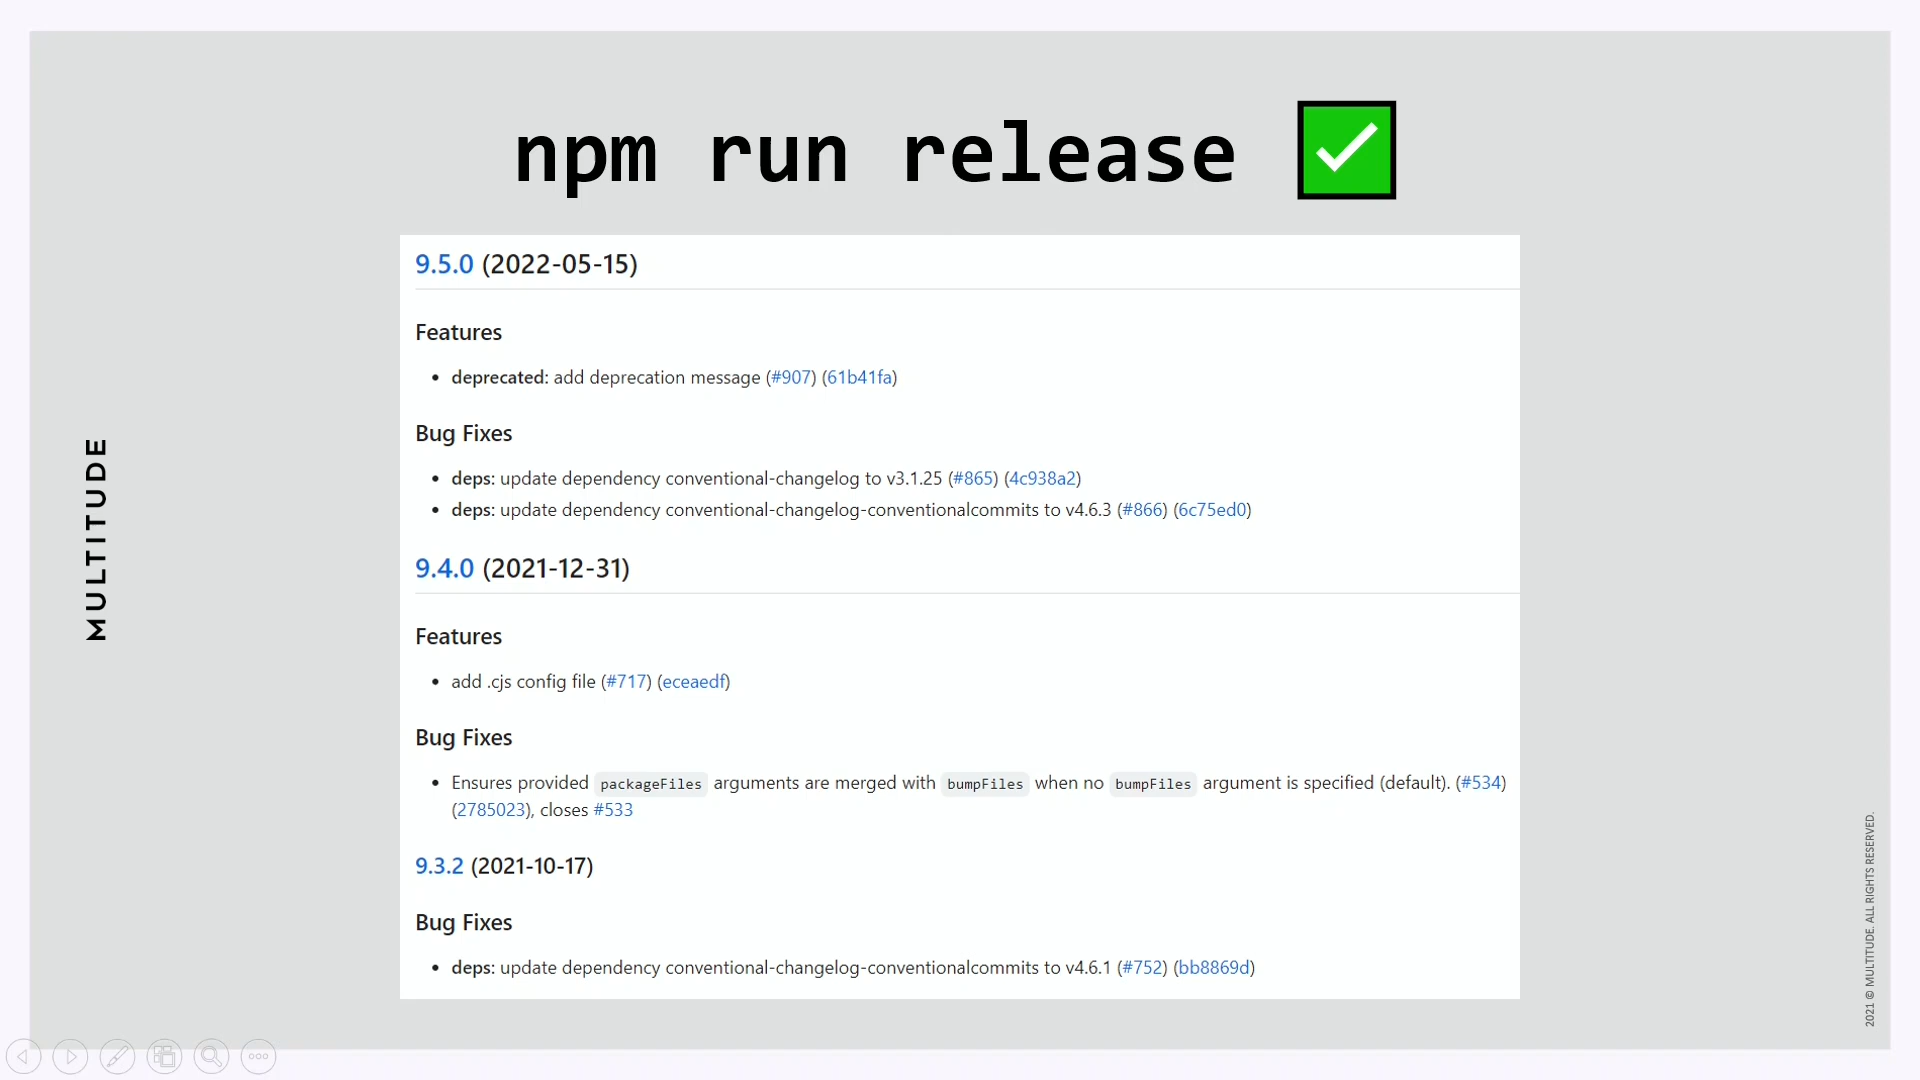 npm run release ✅
9.5.0 (2022-05-15)
Features
• deprecated: add deprecation message (#907) (61b41fa)
Bug Fixes
• deps: update dependency conventional-changelog to v3.1.25 (#865) (4c938a2)
• deps: update dependency conventional-changelog-conventionalcommits to v4.6.3 (#866) (6c75ed0)
9.4.0 (2021-12-31)
Features
• add .cjs config file (#717) (eceaedf)
Bug Fixes
• Ensures provided packageFiles arguments are merged with bumpFiles when no bumpFiles argument is specified (default). (#534)
(2785023), closes #533
9.3.2 (2021-10-17)
Bug Fixes
• deps: update dependency conventional-changelog-conventionalcommits to v4.6.1 (#752) (bb8869d)
MULTITUDE
2021 © MULTITUDE. ALL RIGHTS RESERVED.